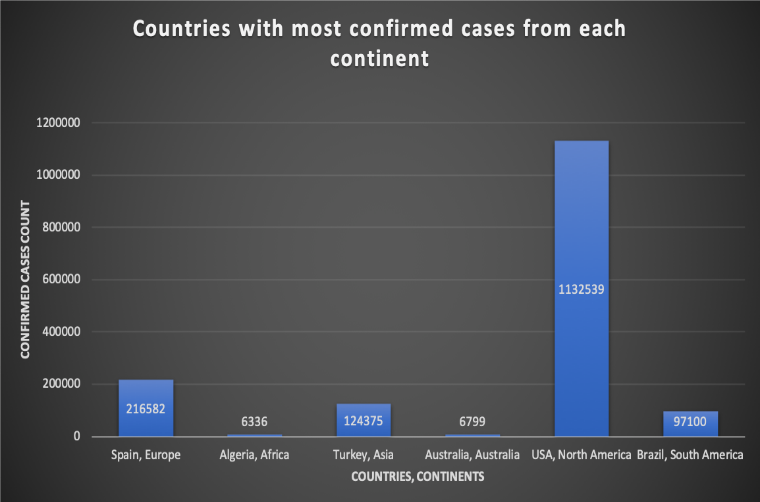 Countries with most confirmed cases from each
continent
1200000
1000000
800000
600000
400000
200000
0
CONFIRMED CASES COUNT
216582
6336
124375
6799
1132539
97100
Spain, Europe
Algeria, Africa
Turkey, Asia
Australia, Australia
USA, North America
Brazil, South America
COUNTRIES, CONTINENTS